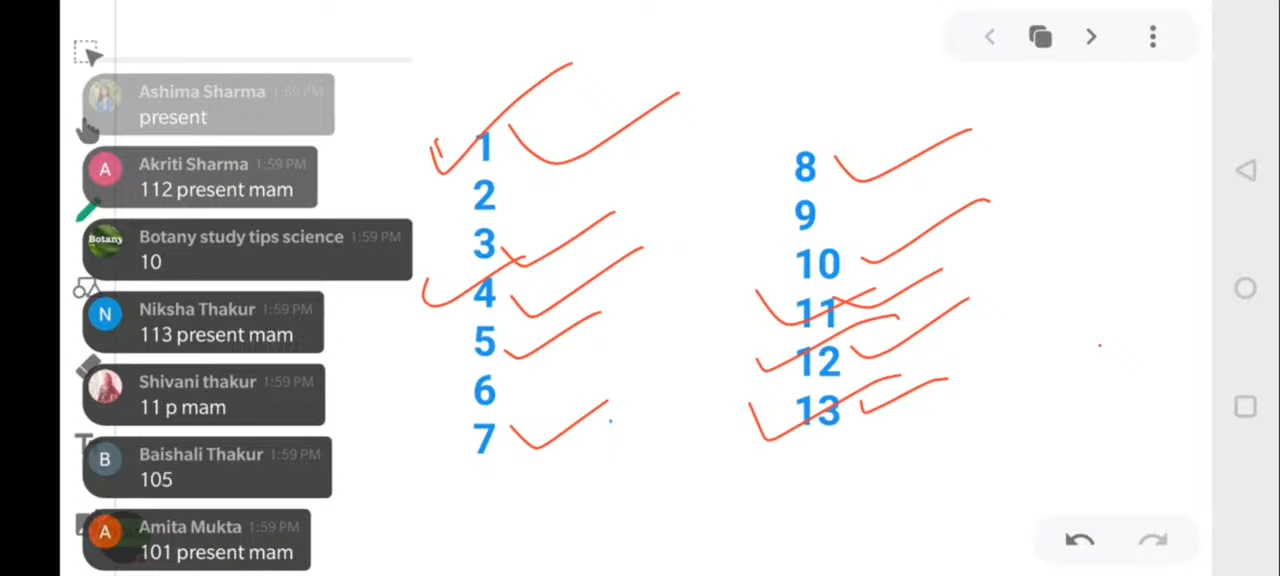 Ashima Sharma 1:59 PM
present
Akriti Sharma 1:59 PM
112 present mam
Botany study tips science 1:59 PM
10
Niksha Thakur 1:59 PM
113 present mam
Shivani thakur 1:59 PM
11 p mam
Baishali Thakur 1:59 PM
105
Amita Mukta 1:59 PM
101 present mam
A
Botany
N
B
A
1
2
3
4
5
6
7
8
9
10
11
12
13